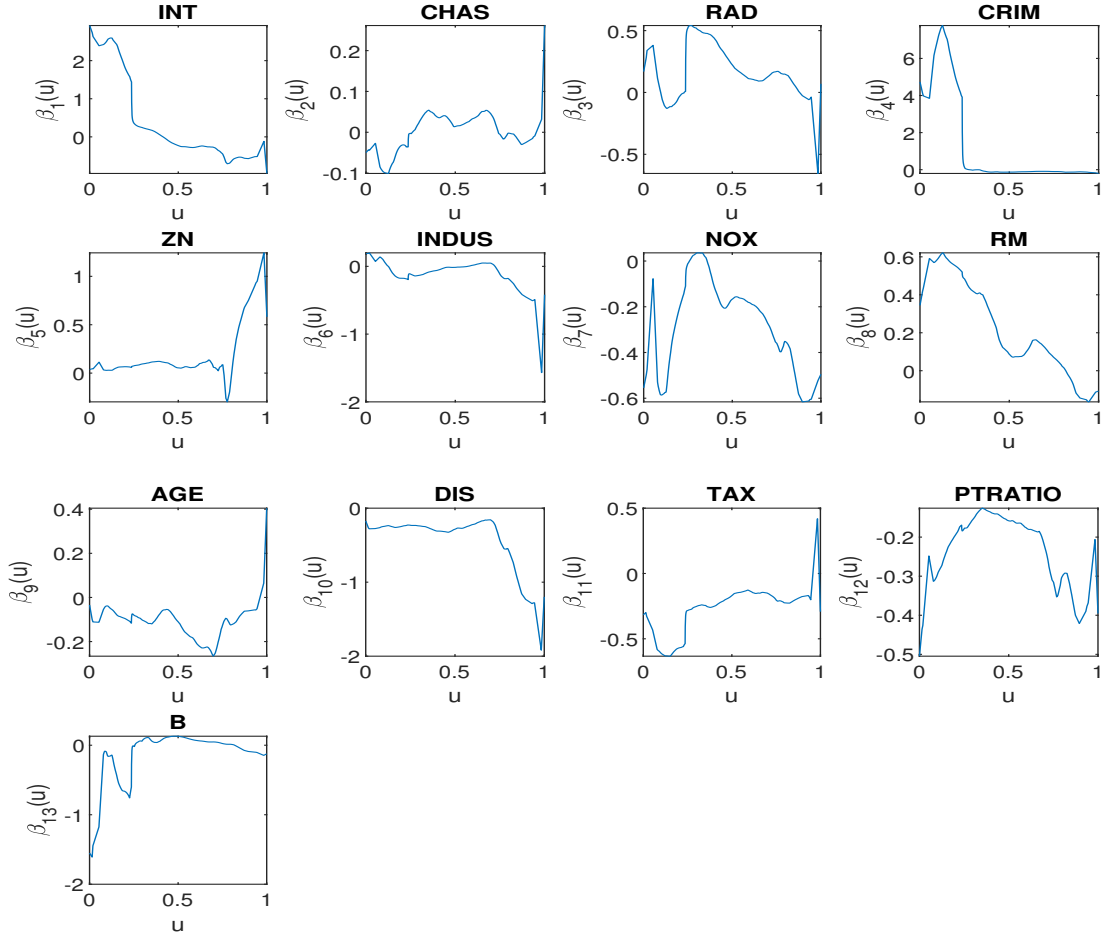 INT
CHAS
RAD
CRIM
β1(u)
2
1
0
0
0.5
1
u
β2(u)
0.2
0.1
0
-0.1
0
0.5
1
u
β3(u)
0.5
0
-0.5
0
0.5
1
u
β4(u)
6
4
2
0
0
0.5
1
u
ZN
INDUS
NOX
RM
β5(u)
1
0.5
0
0
0.5
1
u
β6(u)
0
-1
-2
0
0.5
1
u
β7(u)
0
-0.2
-0.4
-0.6
0
0.5
1
u
β8(u)
0.6
0.4
0.2
0
0
0.5
1
u
AGE
DIS
TAX
PTRATIO
β9(u)
0.4
0.2
0
-0.2
0
0.5
1
u
β10(u)
0
-1
-2
0
0.5
1
u
β11(u)
0.5
0
-0.5
0
0.5
1
u
β12(u)
-0.2
-0.3
-0.4
-0.5
0
0.5
1
u
B
β13(u)
0
-1
-2
0
0.5
1
u